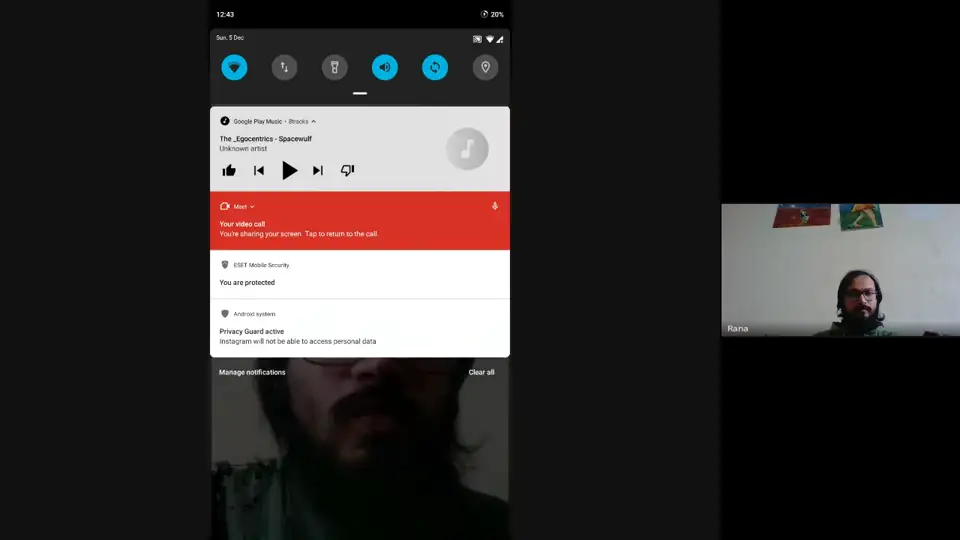 12:43
20%
Sun, 5 Dec
Google Play Music • 8tracks
The _Egocentrics - Spacewulf
Unknown artist
Meet
Your video call
You're sharing your screen. Tap to return to the call.
ESET Mobile Security
You are protected
Android system
Privacy Guard active
Instagram will not be able to access personal data
Manage notifications
Clear all
Rana